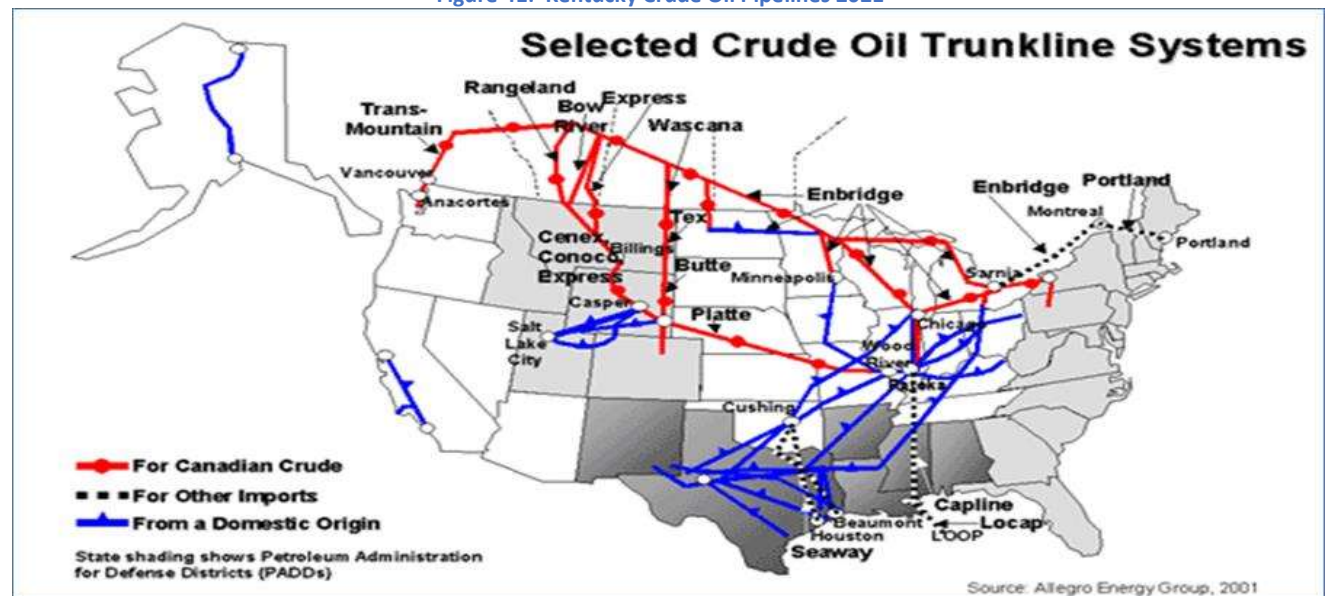 Figure 41: Kentucky Crude Oil Pipelines 2021
Selected Crude Oil Trunkline Systems
Rangeland
Express
Bow
River
Trans-
Mountain
Wascana
Vancouver
Anacortes
Enbridge
Enbridge
Portland
Montreal
Portland
Tex
Cenex,
Conoco,
Express
Billings
Butte
Minneapolis
Sarnia
Casper
Platte
Chicago
Salt
Lake
City
Wood
River
Patoka
Cushing
For Canadian Crude
For Other Imports
From a Domestic Origin
Capline
Locap
LOOP
Beaumont
Houston
Seaway
State shading shows Petroleum Administration
for Defense Districts (PADDs)
Source: Allegro Energy Group, 2001